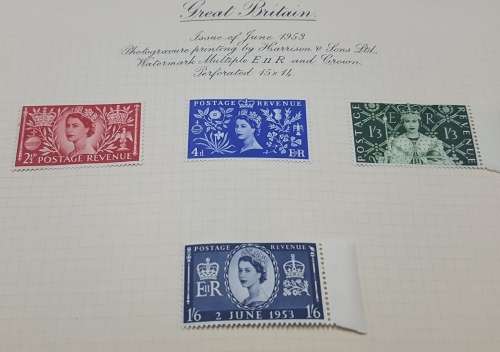 Great Britain.
Issue of June 1953
Photogravure printing by Harrison & Sons Ltd.
Watermark Multiple E II R and Crown.
Perforated 15 x 14
2½D POSTAGE REVENUE
POSTAGE REVENUE
4d E II R
POSTAGE E R REVENUE
1/3 1/3
POSTAGE REVENUE
E II R
1/6 2 JUNE 1953 1/6